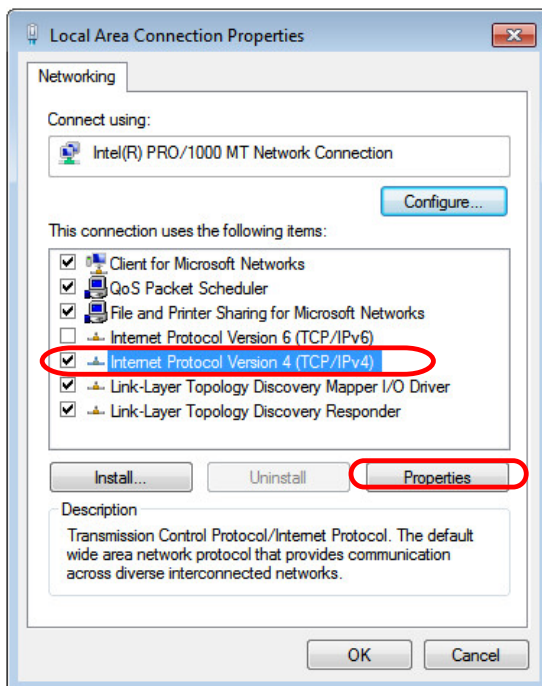 Local Area Connection Properties
Networking
Connect using:
Intel(R) PRO/1000 MT Network Connection
Configure...
This connection uses the following items:
Client for Microsoft Networks
QoS Packet Scheduler
File and Printer Sharing for Microsoft Networks
Internet Protocol Version 6 (TCP/IPv6)
Internet Protocol Version 4 (TCP/IPv4)
Link-Layer Topology Discovery Mapper I/O Driver
Link-Layer Topology Discovery Responder
Install... Uninstall Properties
Description
Transmission Control Protocol/Internet Protocol. The default
wide area network protocol that provides communication
across diverse interconnected networks.
OK Cancel